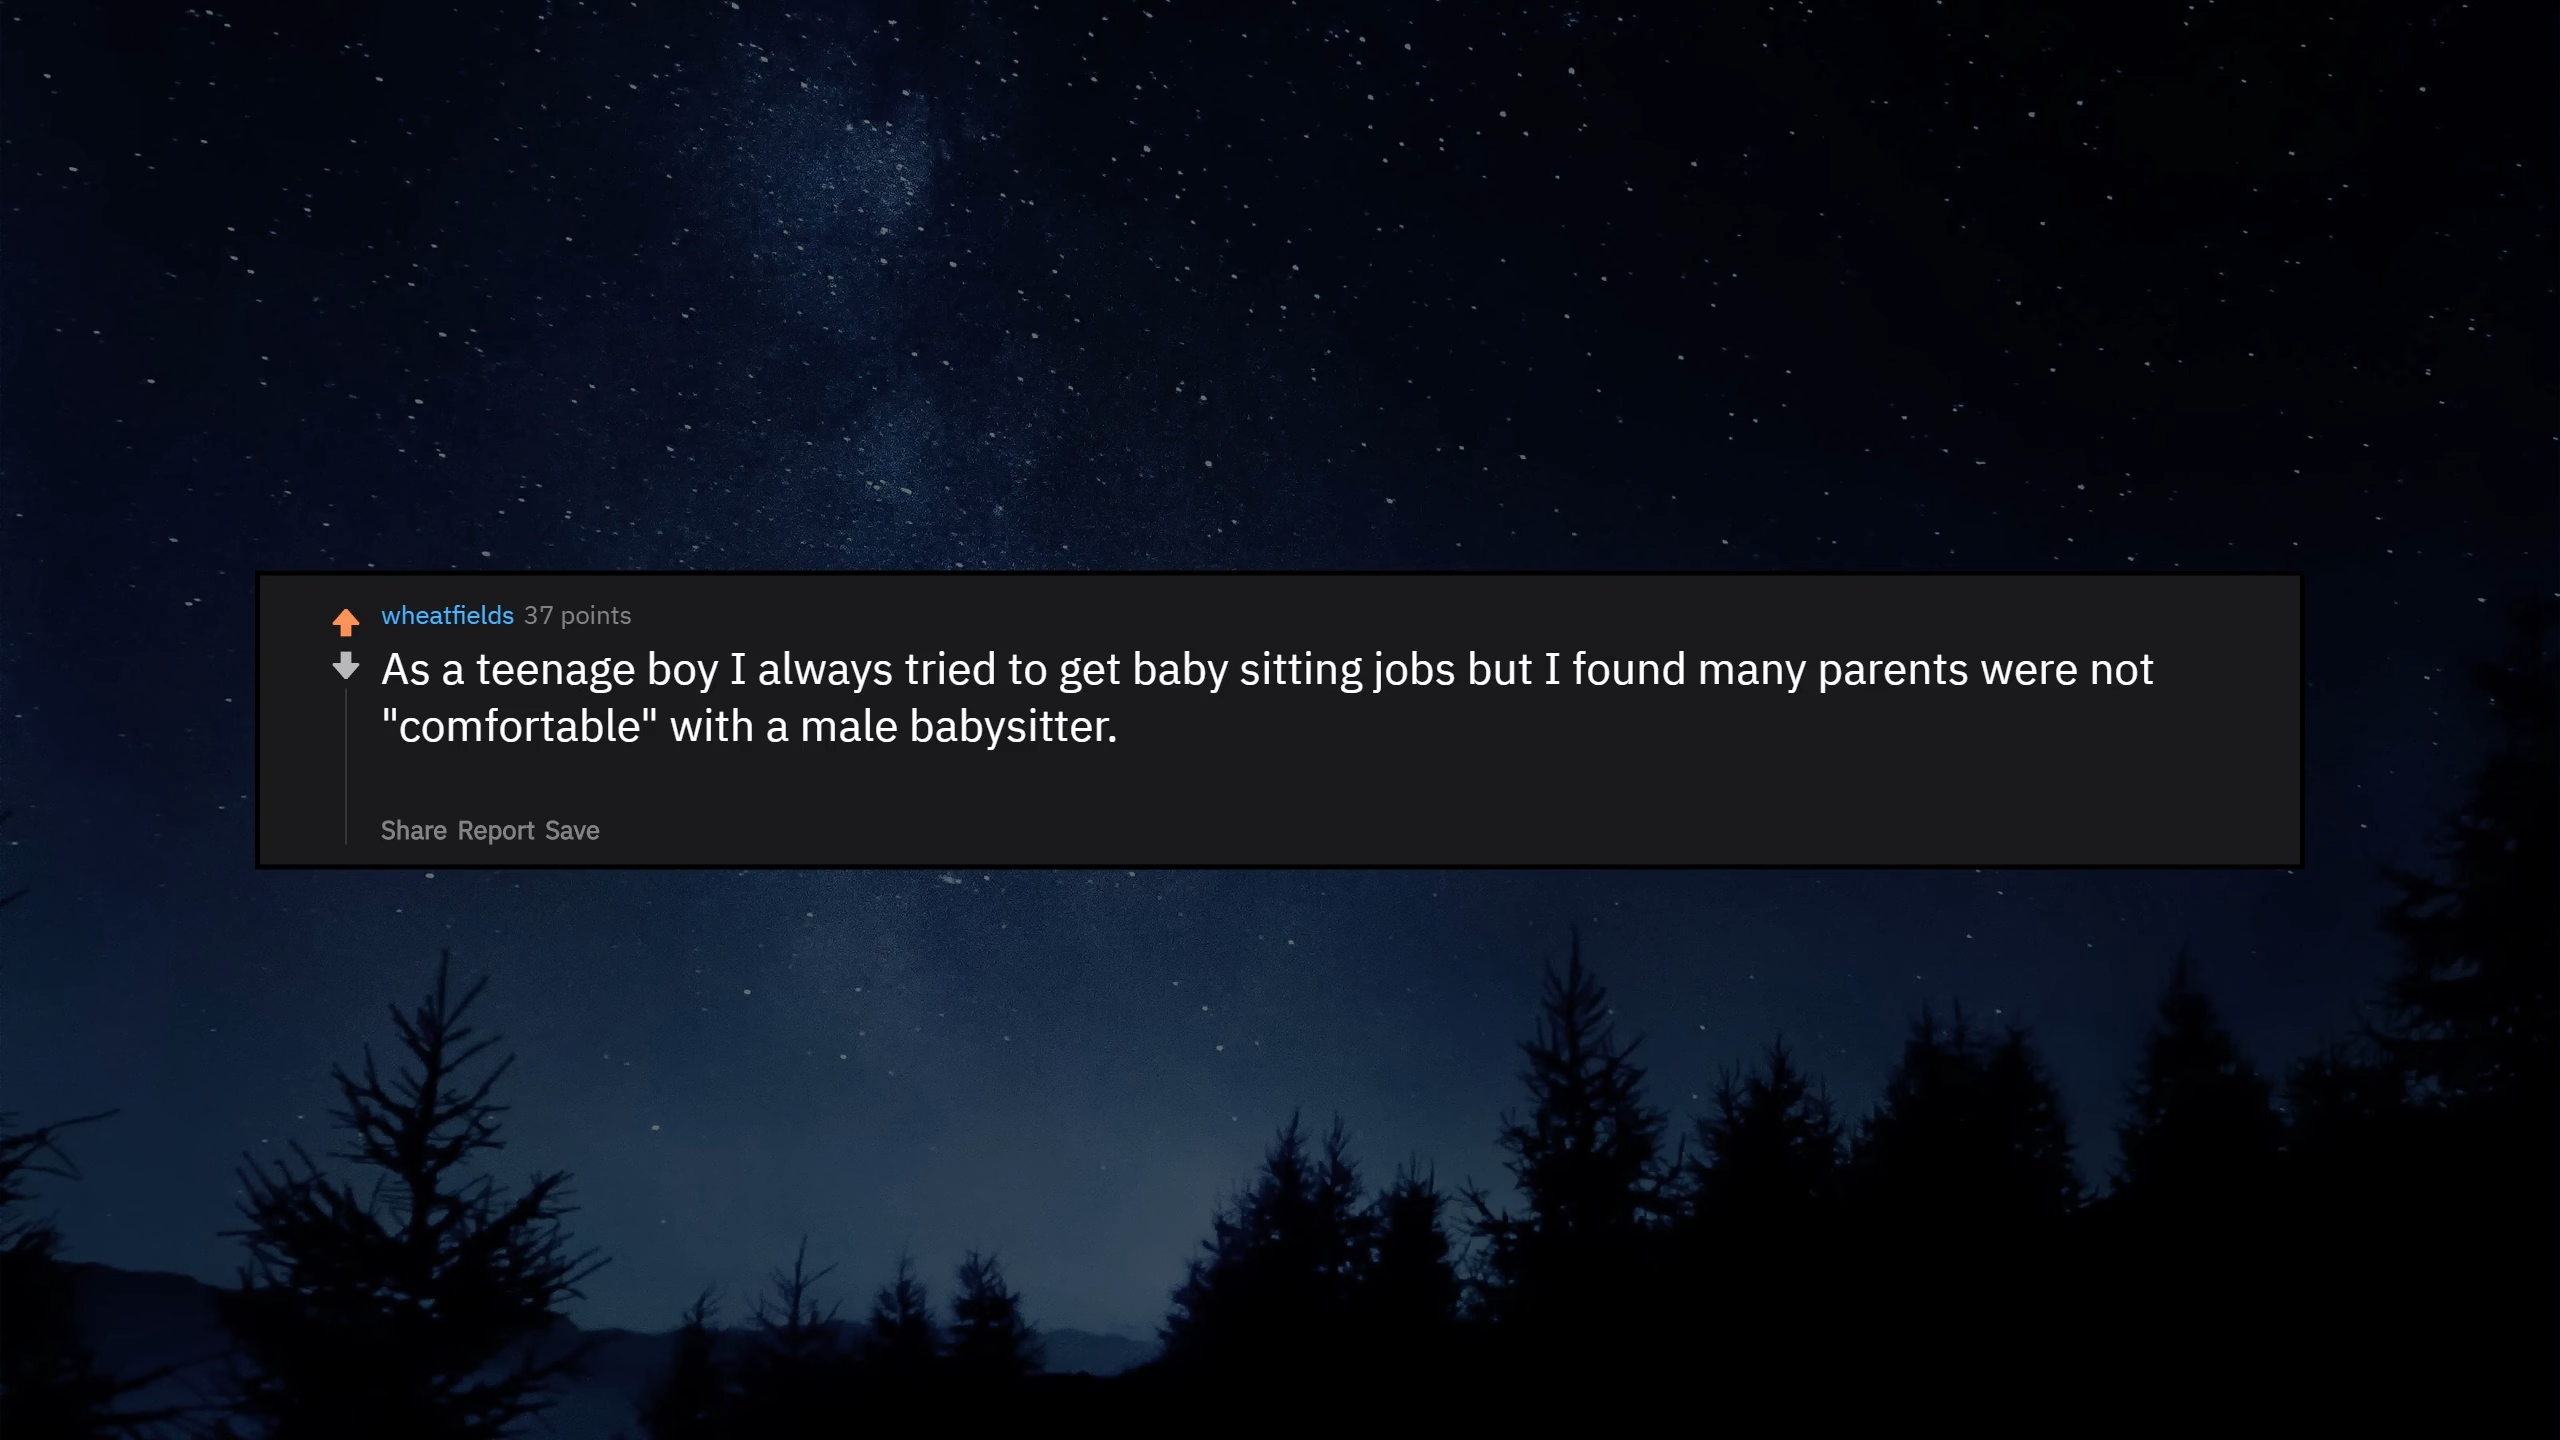 wheatfields 37 points
As a teenage boy I always tried to get baby sitting jobs but I found many parents were not
"comfortable" with a male babysitter.
Share Report Save